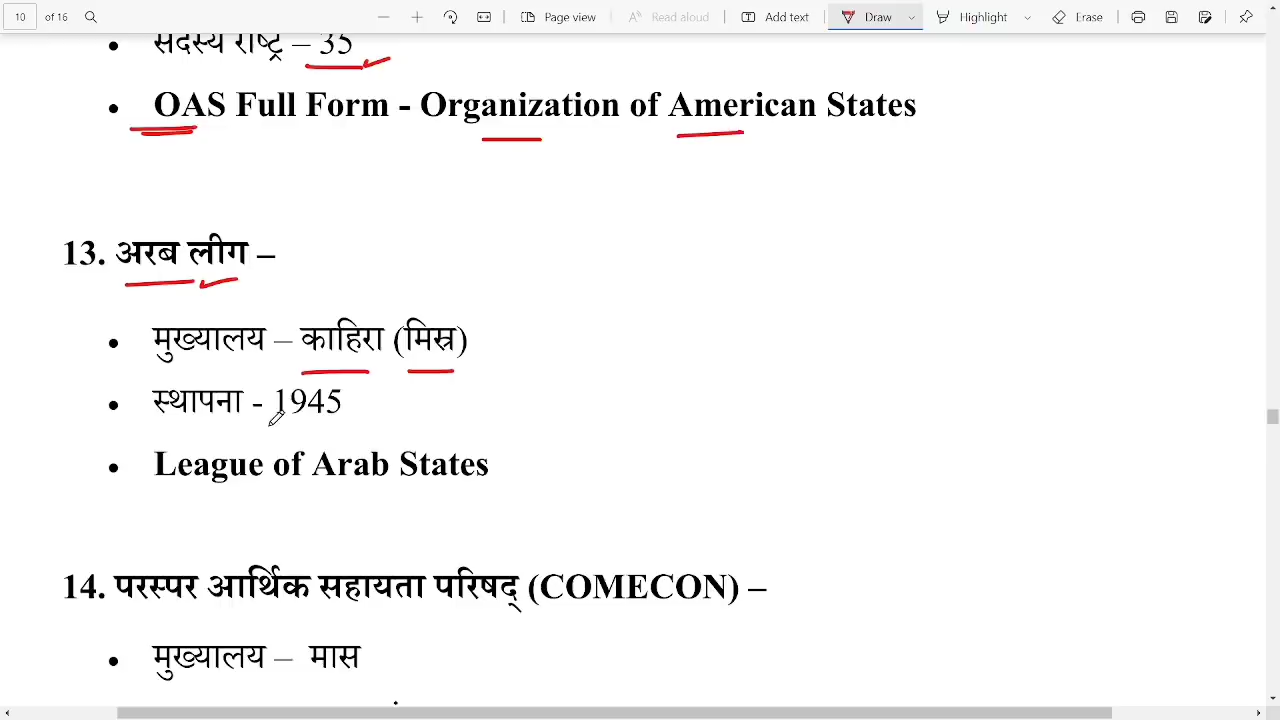 10 of 16 Page view Read aloud Add text Draw Highlight Erase
• सदस्य राष्ट्र – 35
• OAS Full Form - Organization of American States
13. अरब लीग –
• मुख्यालय – काहिरा (मिस्र)
• स्थापना - 1945
• League of Arab States
14. परस्पर आर्थिक सहायता परिषद् (COMECON) –
• मुख्यालय – मास